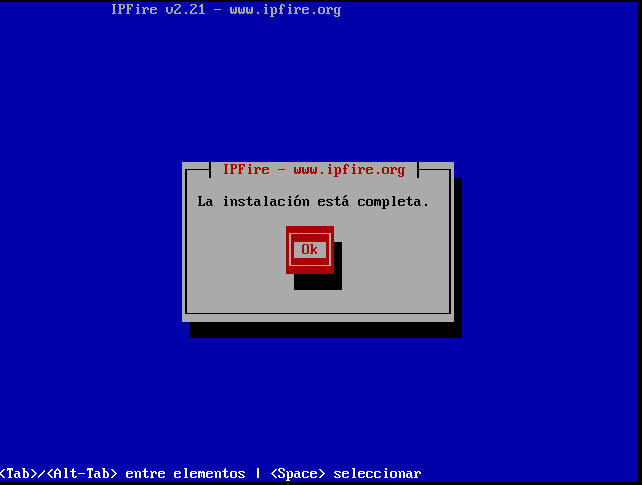 IPFire v2.21 - www.ipfire.org
IPFire - www.ipfire.org
La instalación está completa.
Ok
<Tab>/<Alt-Tab> entre elementos | <Space> seleccionar